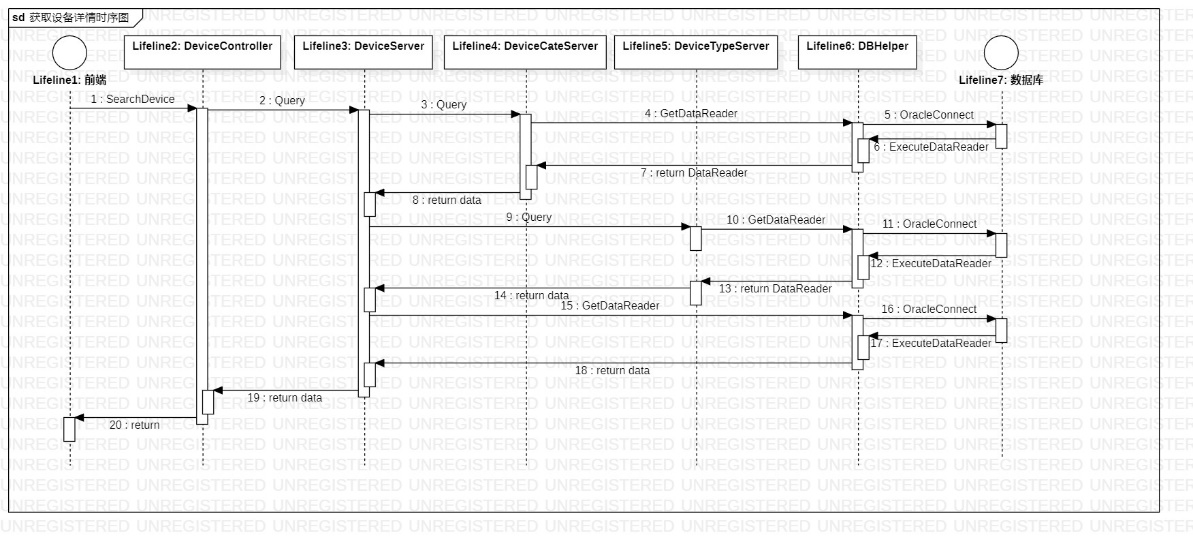 sd 获取设备详情时序图
Lifeline1: 前端
Lifeline2: DeviceController
Lifeline3: DeviceServer
Lifeline4: DeviceCateServer
Lifeline5: DeviceTypeServer
Lifeline6: DBHelper
Lifeline7: 数据库
1 : SearchDevice
2 : Query
3 : Query
4 : GetDataReader
5 : OracleConnect
6 : ExecuteDataReader
7 : return DataReader
8 : return data
9 : Query
10 : GetDataReader
11 : OracleConnect
12 : ExecuteDataReader
13 : return DataReader
14 : return data
15 : GetDataReader
16 : OracleConnect
17 : ExecuteDataReader
18 : return data
19 : return data
20 : return
UNREGISTERED